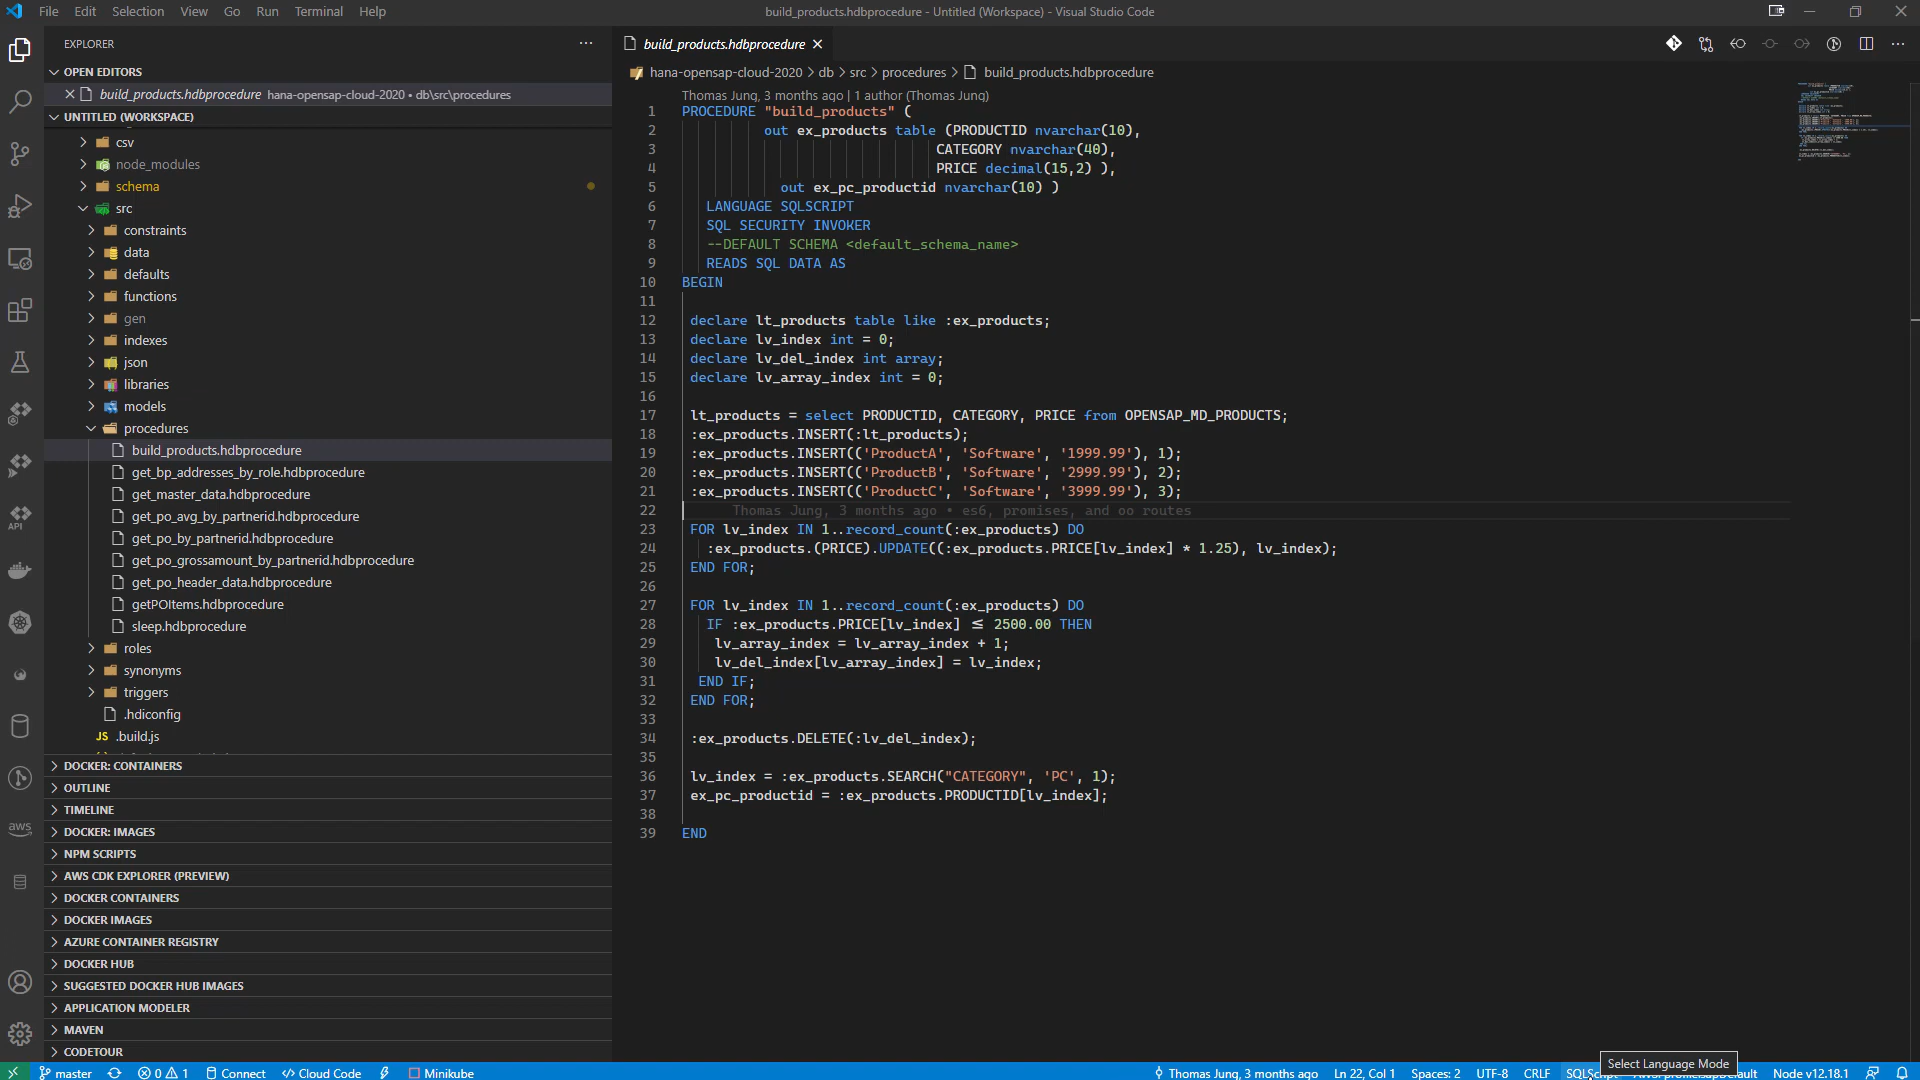 File Edit Selection View Go Run Terminal Help
build_products.hdbprocedure - Untitled (Workspace) - Visual Studio Code
EXPLORER
OPEN EDITORS
build_products.hdbprocedure hana-opensap-cloud-2020 • db\src\procedures
UNTITLED (WORKSPACE)
csv
node_modules
schema
src
constraints
data
defaults
functions
gen
indexes
json
libraries
models
procedures
build_products.hdbprocedure
get_bp_addresses_by_role.hdbprocedure
get_master_data.hdbprocedure
get_po_avg_by_partnerid.hdbprocedure
get_po_by_partnerid.hdbprocedure
get_po_grossamount_by_partnerid.hdbprocedure
get_po_header_data.hdbprocedure
getPOItems.hdbprocedure
sleep.hdbprocedure
roles
synonyms
triggers
.hdiconfig
JS .build.js
DOCKER: CONTAINERS
OUTLINE
TIMELINE
DOCKER: IMAGES
NPM SCRIPTS
AWS CDK EXPLORER (PREVIEW)
DOCKER CONTAINERS
DOCKER IMAGES
AZURE CONTAINER REGISTRY
DOCKER HUB
SUGGESTED DOCKER HUB IMAGES
APPLICATION MODELER
MAVEN
CODETOUR
API
aws
build_products.hdbprocedure
hana-opensap-cloud-2020 > db > src > procedures > build_products.hdbprocedure
Thomas Jung, 3 months ago | 1 author (Thomas Jung)
1 PROCEDURE "build_products" (
2 out ex_products table (PRODUCTID nvarchar(10),
3 CATEGORY nvarchar(40),
4 PRICE decimal(15,2) ),
5 out ex_pc_productid nvarchar(10) )
6 LANGUAGE SQLSCRIPT
7 SQL SECURITY INVOKER
8 --DEFAULT SCHEMA <default_schema_name>
9 READS SQL DATA AS
10 BEGIN
11
12 declare lt_products table like :ex_products;
13 declare lv_index int = 0;
14 declare lv_del_index int array;
15 declare lv_array_index int = 0;
16
17 lt_products = select PRODUCTID, CATEGORY, PRICE from OPENSAP_MD_PRODUCTS;
18 :ex_products.INSERT(:lt_products);
19 :ex_products.INSERT(('ProductA', 'Software', '1999.99'), 1);
20 :ex_products.INSERT(('ProductB', 'Software', '2999.99'), 2);
21 :ex_products.INSERT(('ProductC', 'Software', '3999.99'), 3);
22 Thomas Jung, 3 months ago • es6, promises, and oo routes
23 FOR lv_index IN 1..record_count(:ex_products) DO
24 :ex_products.(PRICE).UPDATE((:ex_products.PRICE[lv_index] * 1.25), lv_index);
25 END FOR;
26
27 FOR lv_index IN 1..record_count(:ex_products) DO
28 IF :ex_products.PRICE[lv_index] ≤ 2500.00 THEN
29 lv_array_index = lv_array_index + 1;
30 lv_del_index[lv_array_index] = lv_index;
31 END IF;
32 END FOR;
33
34 :ex_products.DELETE(:lv_del_index);
35
36 lv_index = :ex_products.SEARCH("CATEGORY", 'PC', 1);
37 ex_pc_productid = :ex_products.PRODUCTID[lv_index];
38
39 END
Select Language Mode
master 0 1 Connect Cloud Code Minikube Thomas Jung, 3 months ago Ln 22, Col 1 Spaces: 2 UTF-8 CRLF SQLScript Node v12.18.1